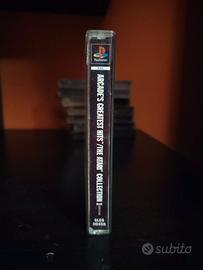 PlayStation
ARCADE'S GREATEST HITS/THE ATARI COLLECTION 1
SLES
subito